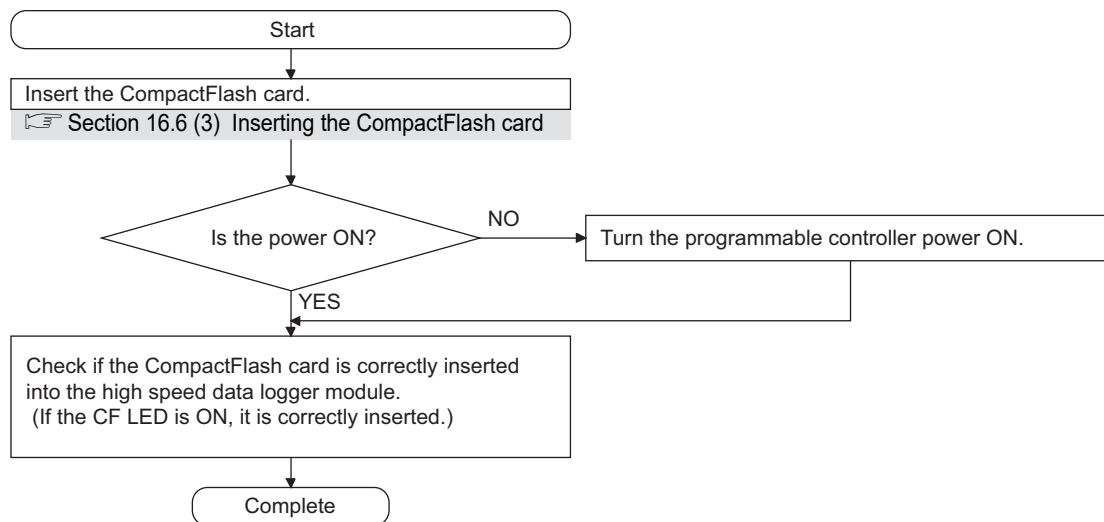 Start
Insert the CompactFlash card.
Section 16.6 (3)  Inserting the CompactFlash card
Is the power ON?
NO
Turn the programmable controller power ON.
YES
Check if the CompactFlash card is correctly inserted
into the high speed data logger module.
(If the CF LED is ON, it is correctly inserted.)
Complete